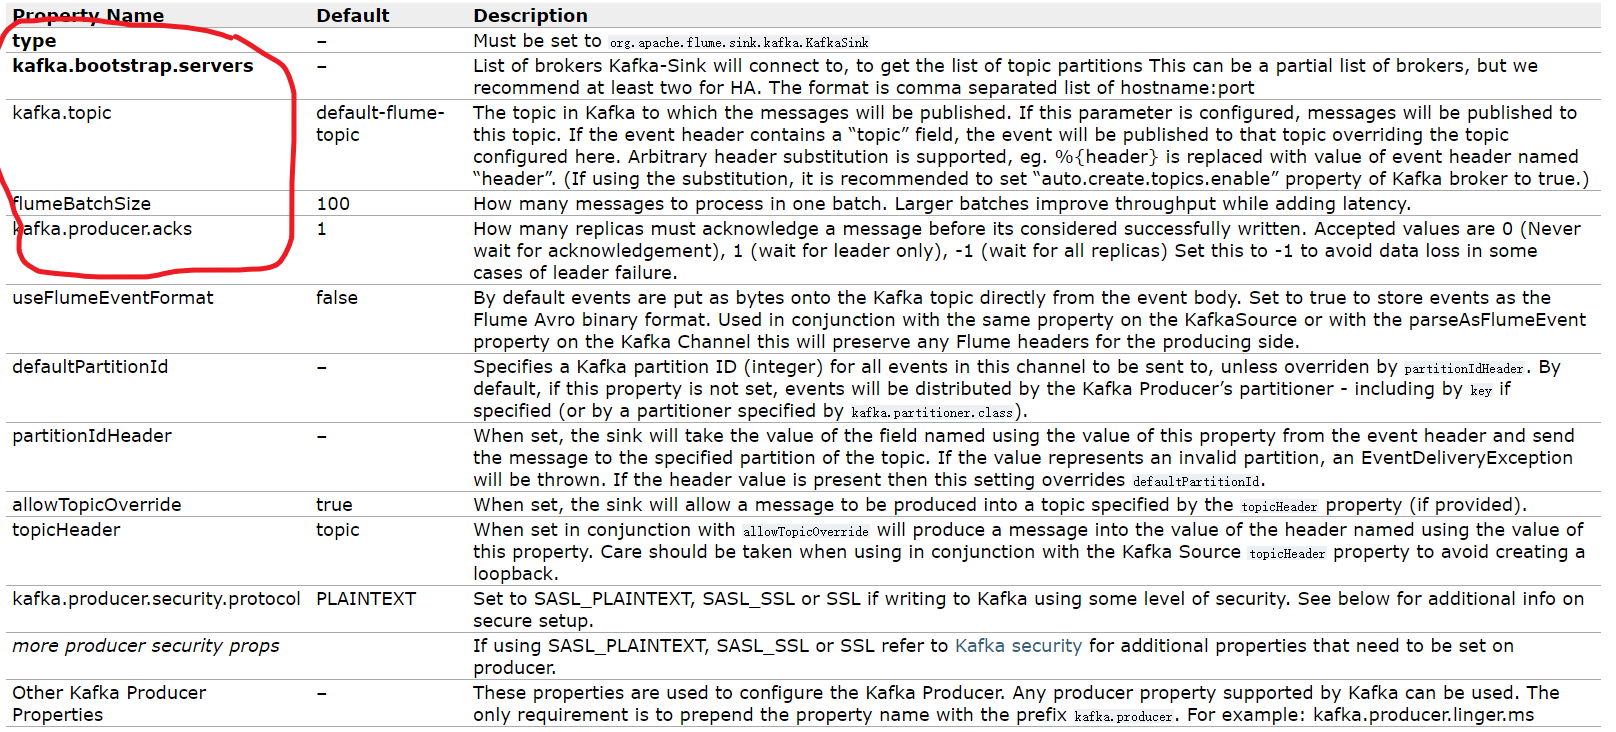 Property Name Default Description
type – Must be set to org.apache.flume.sink.kafka.KafkaSink
kafka.bootstrap.servers – List of brokers Kafka-Sink will connect to, to get the list of topic partitions This can be a partial list of brokers, but we
recommend at least two for HA. The format is comma separated list of hostname:port
kafka.topic default-flume- The topic in Kafka to which the messages will be published. If this parameter is configured, messages will be published to
topic this topic. If the event header contains a “topic” field, the event will be published to that topic overriding the topic
configured here. Arbitrary header substitution is supported, eg. %{header} is replaced with value of event header named
“header”. (If using the substitution, it is recommended to set “auto.create.topics.enable” property of Kafka broker to true.)
flumeBatchSize 100 How many messages to process in one batch. Larger batches improve throughput while adding latency.
kafka.producer.acks 1 How many replicas must acknowledge a message before its considered successfully written. Accepted values are 0 (Never
wait for acknowledgement), 1 (wait for leader only), -1 (wait for all replicas) Set this to -1 to avoid data loss in some
cases of leader failure.
useFlumeEventFormat false By default events are put as bytes onto the Kafka topic directly from the event body. Set to true to store events as the
Flume Avro binary format. Used in conjunction with the same property on the KafkaSource or with the parseAsFlumeEvent
property on the Kafka Channel this will preserve any Flume headers for the producing side.
defaultPartitionId – Specifies a Kafka partition ID (integer) for all events in this channel to be sent to, unless overriden by partitionIdHeader. By
default, if this property is not set, events will be distributed by the Kafka Producer’s partitioner - including by key if
specified (or by a partitioner specified by kafka.partitioner.class).
partitionIdHeader – When set, the sink will take the value of the field named using the value of this property from the event header and send
the message to the specified partition of the topic. If the value represents an invalid partition, an EventDeliveryException
will be thrown. If the header value is present then this setting overrides defaultPartitionId.
allowTopicOverride true When set, the sink will allow a message to be produced into a topic specified by the topicHeader property (if provided).
topicHeader topic When set in conjunction with allowTopicOverride will produce a message into the value of the header named using the value of
this property. Care should be taken when using in conjunction with the Kafka Source topicHeader property to avoid creating a
loopback.
kafka.producer.security.protocol PLAINTEXT Set to SASL_PLAINTEXT, SASL_SSL or SSL if writing to Kafka using some level of security. See below for additional info on
secure setup.
more producer security props If using SASL_PLAINTEXT, SASL_SSL or SSL refer to Kafka security for additional properties that need to be set on
producer.
Other Kafka Producer – These properties are used to configure the Kafka Producer. Any producer property supported by Kafka can be used. The
Properties only requirement is to prepend the property name with the prefix kafka.producer. For example: kafka.producer.linger.ms